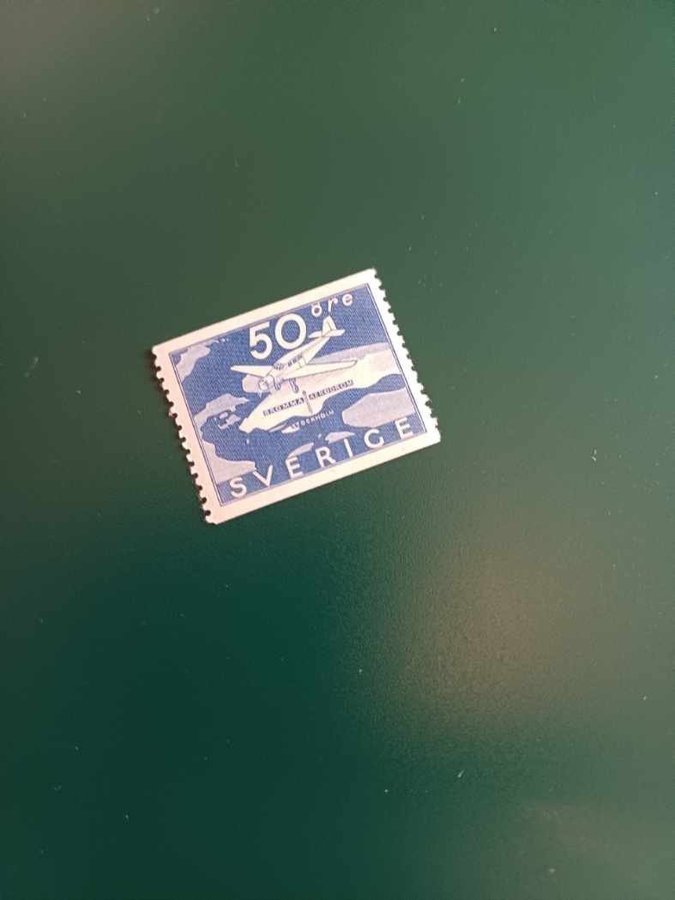 50 öre
BROMMA AERODROM
STOCKHOLM
SVERIGE